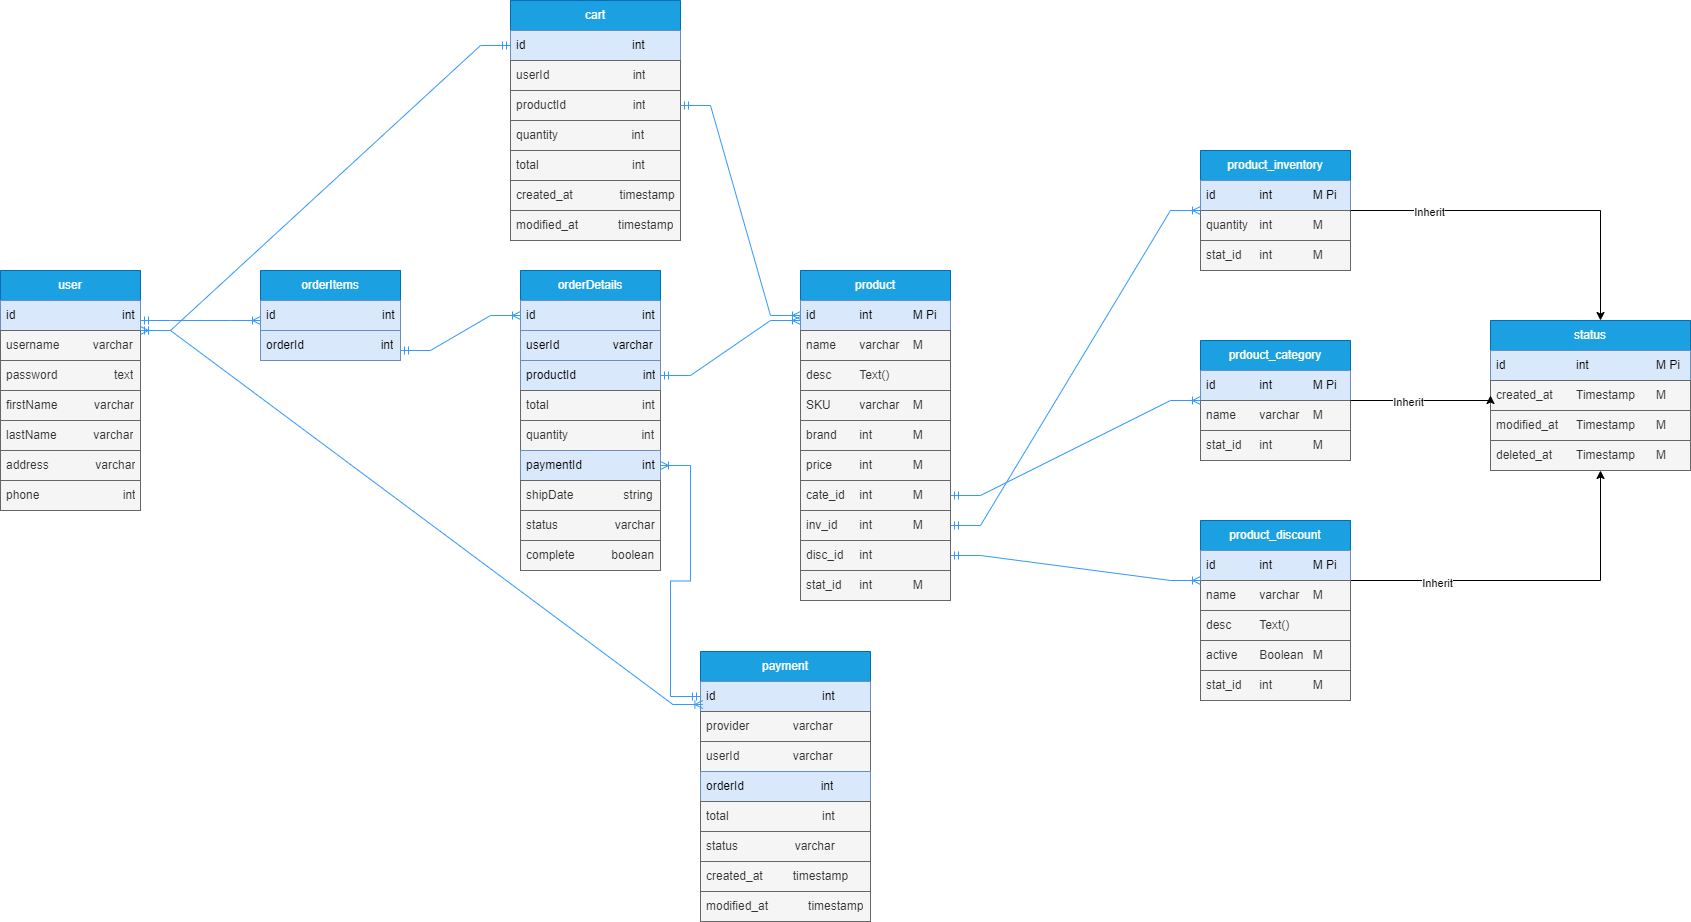 cart
id int
userId int
productId int
quantity int
total int
created_at timestamp
modified_at timestamp
user
id int
username varchar
password text
firstName varchar
lastName varchar
address varchar
phone int
orderItems
id int
orderId int
orderDetails
id int
userId varchar
productId int
total int
quantity int
paymentId int
shipDate string
status varchar
complete boolean
product
id int M Pi
name varchar M
desc Text()
SKU varchar M
brand int M
price int M
cate_id int M
inv_id int M
disc_id int
stat_id int M
payment
id int
provider varchar
userId varchar
orderId int
total int
status varchar
created_at timestamp
modified_at timestamp
product_inventory
id int M Pi
quantity int M
stat_id int M
Inherit
prdouct_category
id int M Pi
name varchar M
stat_id int M
Inherit
product_discount
id int M Pi
name varchar M
desc Text()
active Boolean M
stat_id int M
Inherit
status
id int M Pi
created_at Timestamp M
modified_at Timestamp M
deleted_at Timestamp M